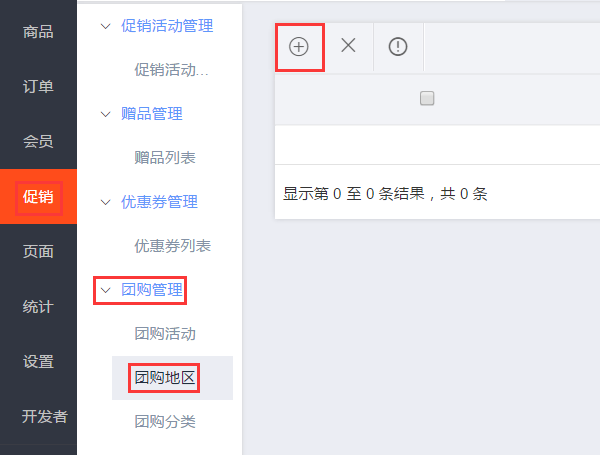 商品
订单
会员
促销
页面
统计
设置
开发者
促销活动管理
促销活动...
赠品管理
赠品列表
优惠券管理
优惠券列表
团购管理
团购活动
团购地区
团购分类
显示第 0 至 0 条结果，共 0 条